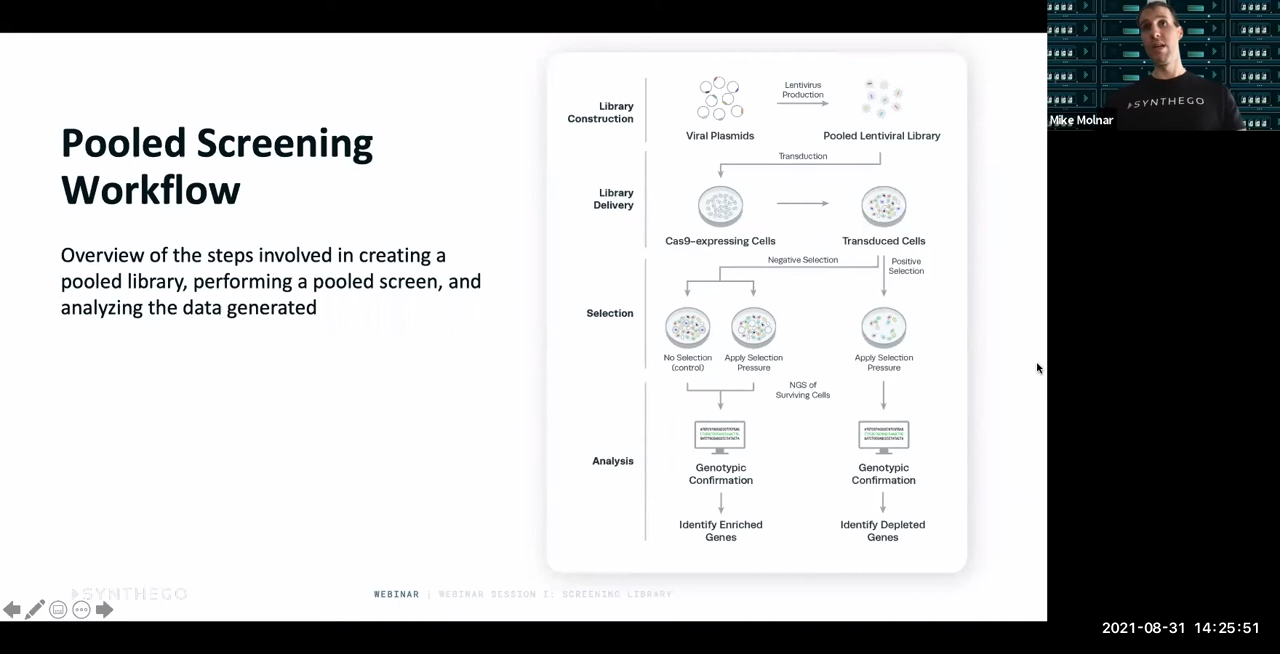 Pooled Screening
Workflow
Overview of the steps involved in creating a
pooled library, performing a pooled screen, and
analyzing the data generated
Library
Construction
Viral Plasmids
Lentivirus
Production
Pooled Lentiviral Library
Transduction
Library
Delivery
Cas9-expressing Cells
Transduced Cells
Negative Selection
Positive
Selection
Selection
No Selection
(control)
Apply Selection
Pressure
Apply Selection
Pressure
NGS of
Surviving Cells
Analysis
Genotypic
Confirmation
Genotypic
Confirmation
Identify Enriched
Genes
Identify Depleted
Genes
SYNTHEGO
WEBINAR | WEBINAR SESSION I: SCREENING LIBRARY
SYNTHEGO
Mike Molnar
2021-08-31 14:25:51